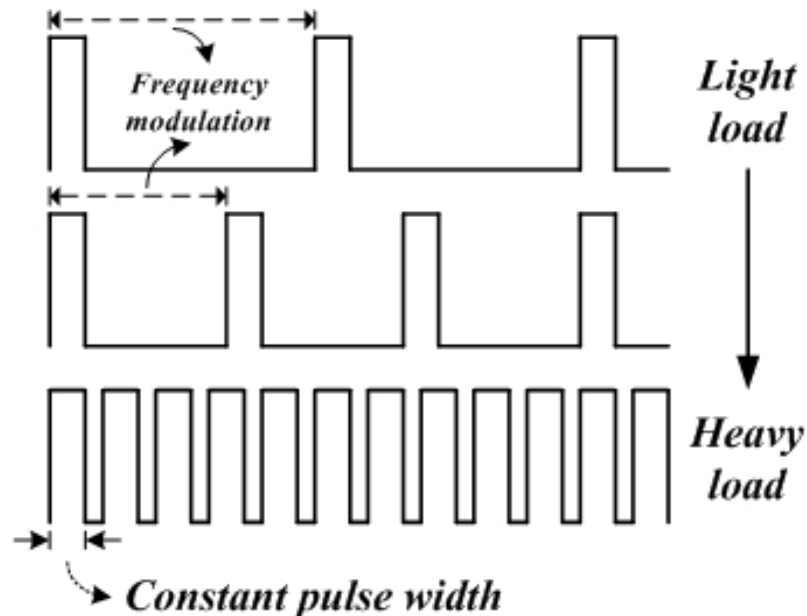 Frequency
modulation
Light
load
Heavy
load
Constant pulse width